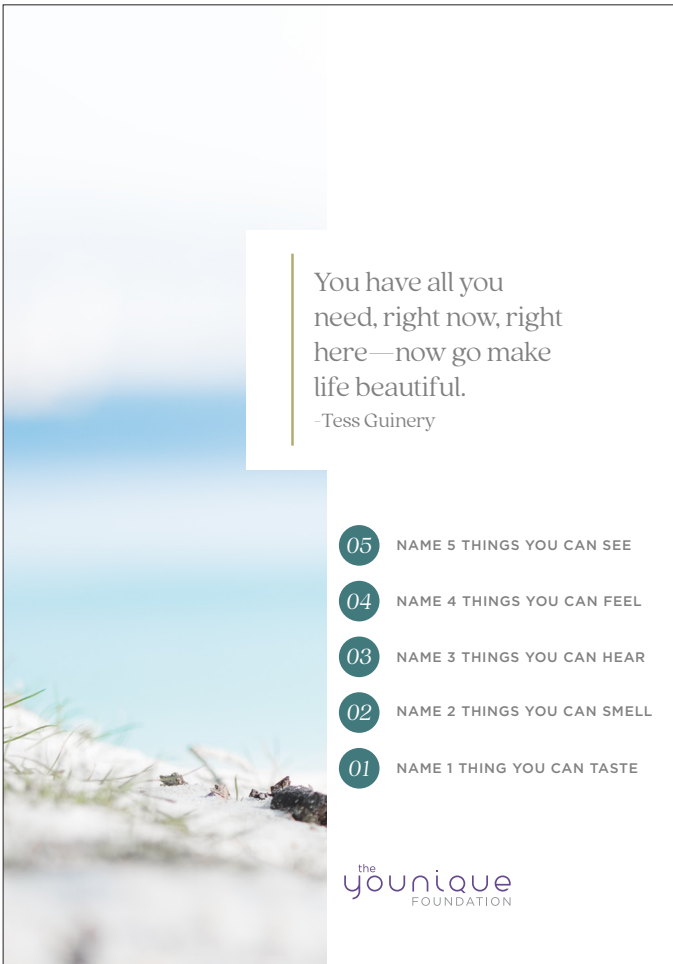 You have all you
need, right now, right
here—now go make
life beautiful.
-Tess Guinery
05 NAME 5 THINGS YOU CAN SEE
04 NAME 4 THINGS YOU CAN FEEL
03 NAME 3 THINGS YOU CAN HEAR
02 NAME 2 THINGS YOU CAN SMELL
01 NAME 1 THING YOU CAN TASTE
the
younique
FOUNDATION